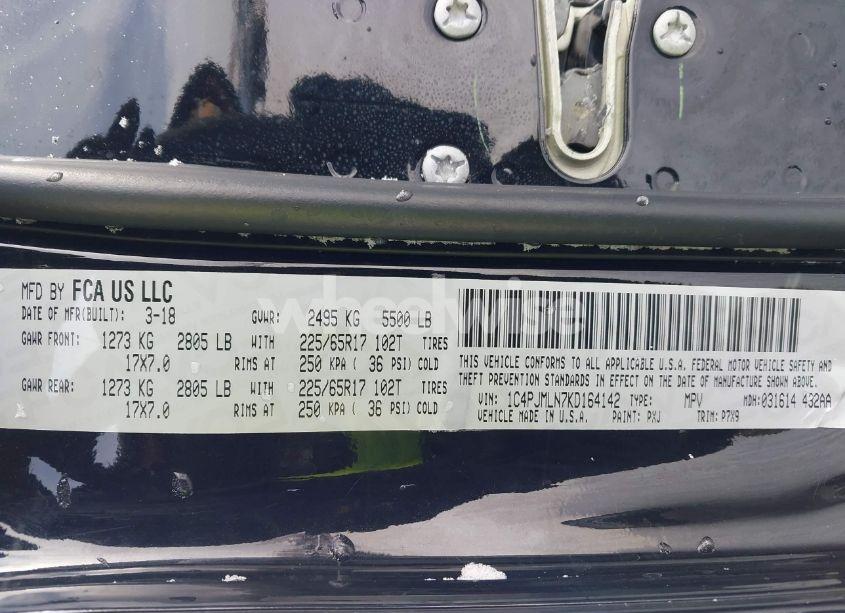 MFD BY FCA US LLC
DATE OF MFR(BUILT): 3-18 GVWR: 2495 KG 5500 LB
GAWR FRONT: 1273 KG 2805 LB WITH 225/65R17 102T TIRES
17X7.0 RIMS AT 250 KPA ( 36 PSI) COLD
GAWR REAR: 1273 KG 2805 LB WITH 225/65R17 102T TIRES
17X7.0 RIMS AT 250 KPA ( 36 PSI) COLD
THIS VEHICLE CONFORMS TO ALL APPLICABLE U.S.A. FEDERAL MOTOR VEHICLE SAFETY AND
THEFT PREVENTION STANDARDS IN EFFECT ON THE DATE OF MANUFACTURE SHOWN ABOVE.
VIN: 1C4PJMLN7KD164142 TYPE: MPV MDH:031614 432AA
VEHICLE MADE IN U.S.A. PAINT: PXJ TRIM: P7X9
wheelwise